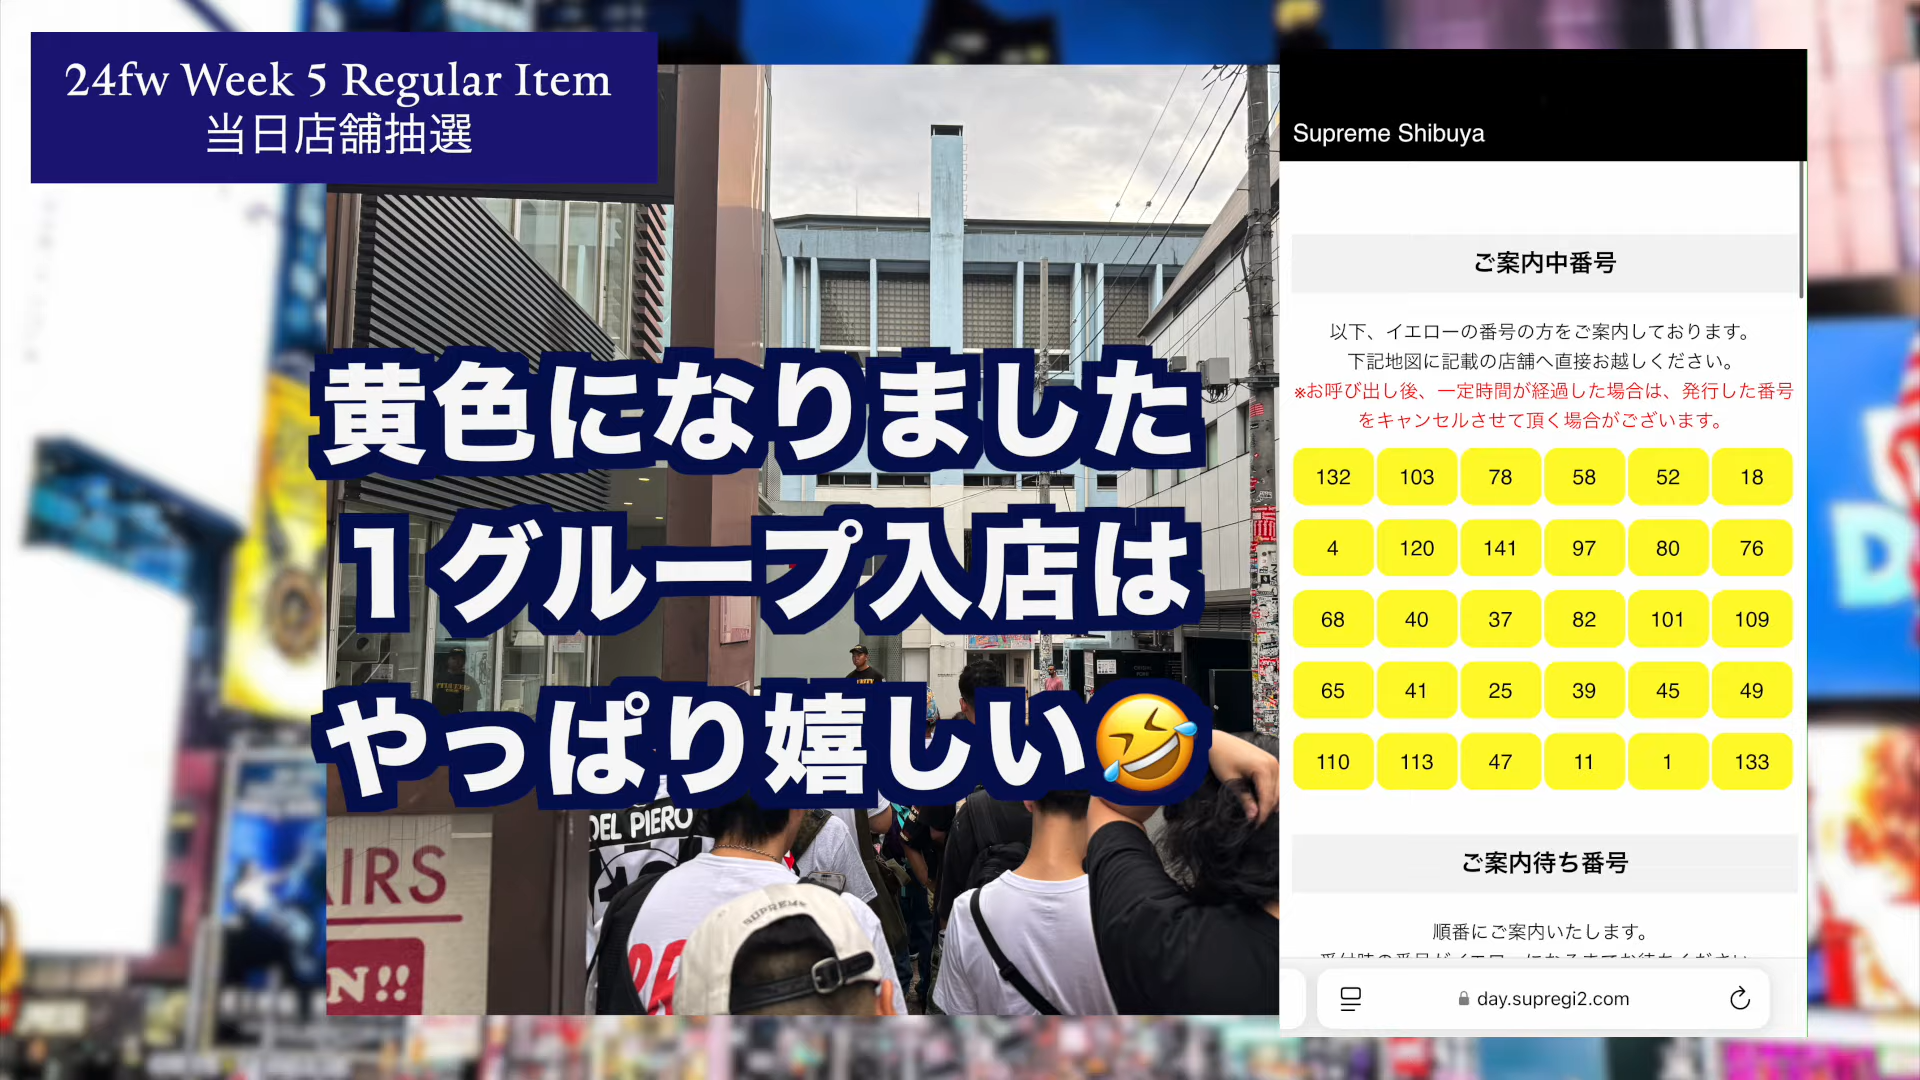 24fw Week 5 Regular Item
当日店舗抽選
黄色になりました
1グループ入店は
やっぱり嬉しい🤣
DEL PIERO
SUPREME
AIRS
N!!
Supreme Shibuya
ご案内中番号
以下、イエローの番号の方をご案内しております。
下記地図に記載の店舗へ直接お越しください。
※お呼び出し後、一定時間が経過した場合は、発行した番号
をキャンセルさせて頂く場合がございます。
132 103 78 58 52 18
4 120 141 97 80 76
68 40 37 82 101 109
65 41 25 39 45 49
110 113 47 11 1 133
ご案内待ち番号
順番にご案内いたします。
day.supregi2.com